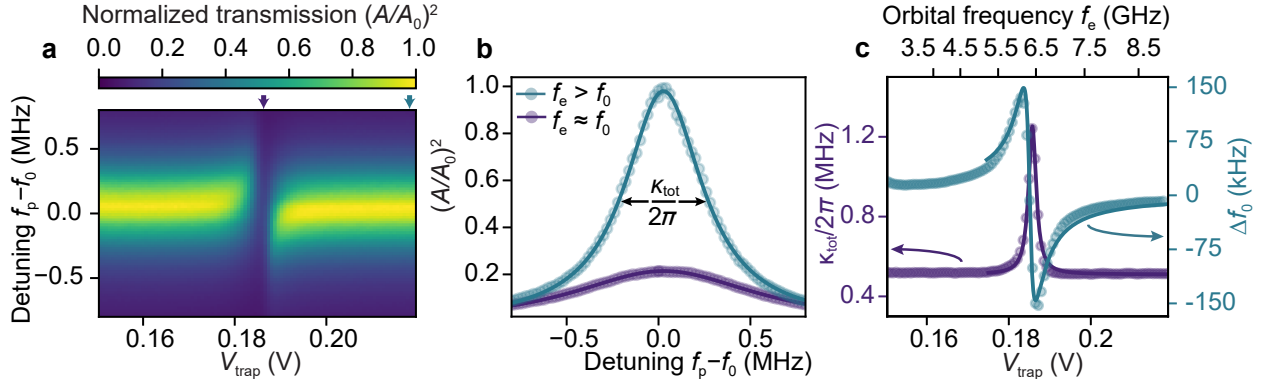 Normalized transmission (A/A₀)²
a
0.0 0.2 0.4 0.6 0.8 1.0
Detuning fₚ−f₀ (MHz)
0.5
0.0
−0.5
0.16 0.18 0.20
V_trap (V)
b
(A/A₀)²
1.0
0.8
0.6
0.4
0.2
fₑ > f₀
fₑ ≈ f₀
κ_tot
2π
−0.5 0.0 0.5
Detuning fₚ−f₀ (MHz)
Orbital frequency fₑ (GHz)
c
3.5 4.5 5.5 6.5 7.5 8.5
κ_tot/2π (MHz)
1.2
0.8
0.4
150
75
0
-75
-150
Δf₀ (kHz)
0.16 0.18 0.2
V_trap (V)